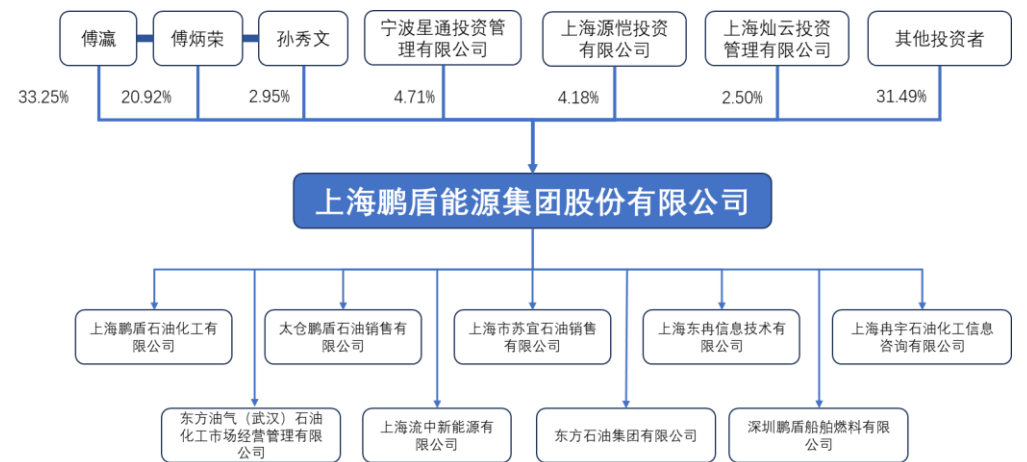 傅瀛
傅炳荣
孙秀文
宁波星通投资管
理有限公司
上海源恺投资
有限公司
上海灿云投资
管理有限公司
其他投资者
33.25%
20.92%
2.95%
4.71%
4.18%
2.50%
31.49%
上海鹏盾能源集团股份有限公司
上海鹏盾石油化工有
限公司
太仓鹏盾石油销售有
限公司
上海市苏宜石油销售
有限公司
上海东冉信息技术有
限公司
上海冉宇石油化工信息
咨询有限公司
东方油气（武汉）石油
化工市场经营管理有限
公司
上海流中新能源有
限公司
东方石油集团有限公司
深圳鹏盾船舶燃料有限
公司